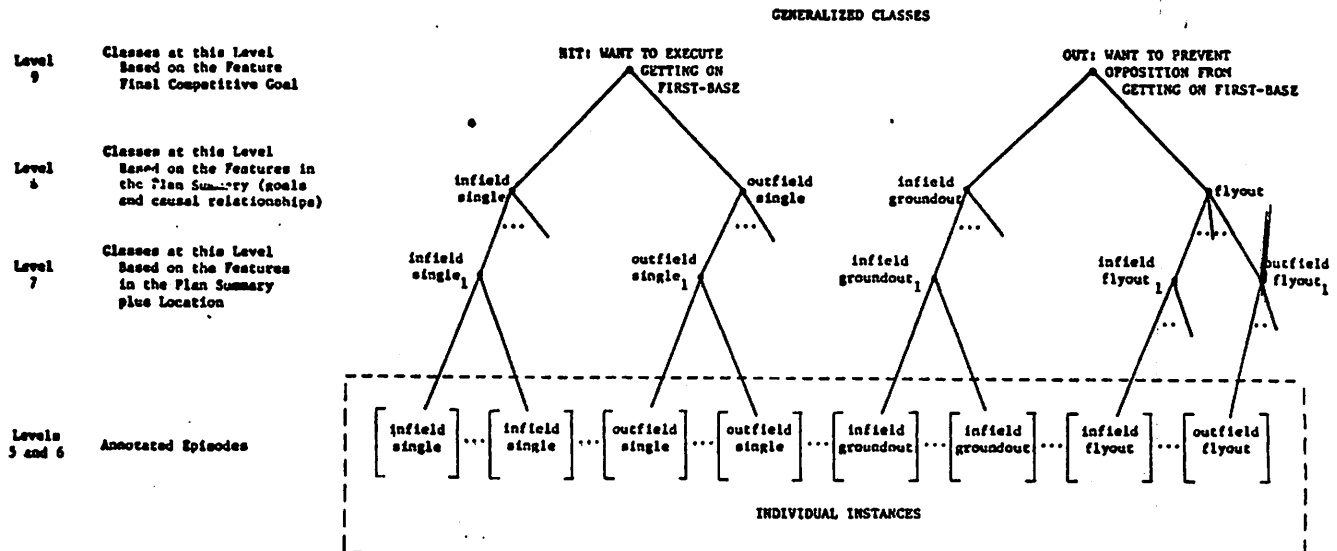 GENERALIZED CLASSES
Level
9
Classes at this Level
Based on the Feature
Final Competitive Goal
HIT: WANT TO EXECUTE
GETTING ON
FIRST-BASE
OUT: WANT TO PREVENT
OPPOSITION FROM
GETTING ON FIRST-BASE
Level
Classes at this Level
Based on the Features in
the Plan Summary (goals
and causal relationships)
infield
single
...
outfield
single
...
infield
groundout
...
flyout
.....
Level
7
Classes at this Level
Based on the Features
in the Plan Summary
plus Location
infield
single1
outfield
single1
infield
groundout1
infield
flyout1
..
outfield
flyout1
..
Levels
5 and 6
Annotated Episodes
[infield single] ... [infield single] ... [outfield single] ... [outfield single] ... [infield groundout] ... [infield groundout] ... [infield flyout] ... [outfield flyout]
INDIVIDUAL INSTANCES